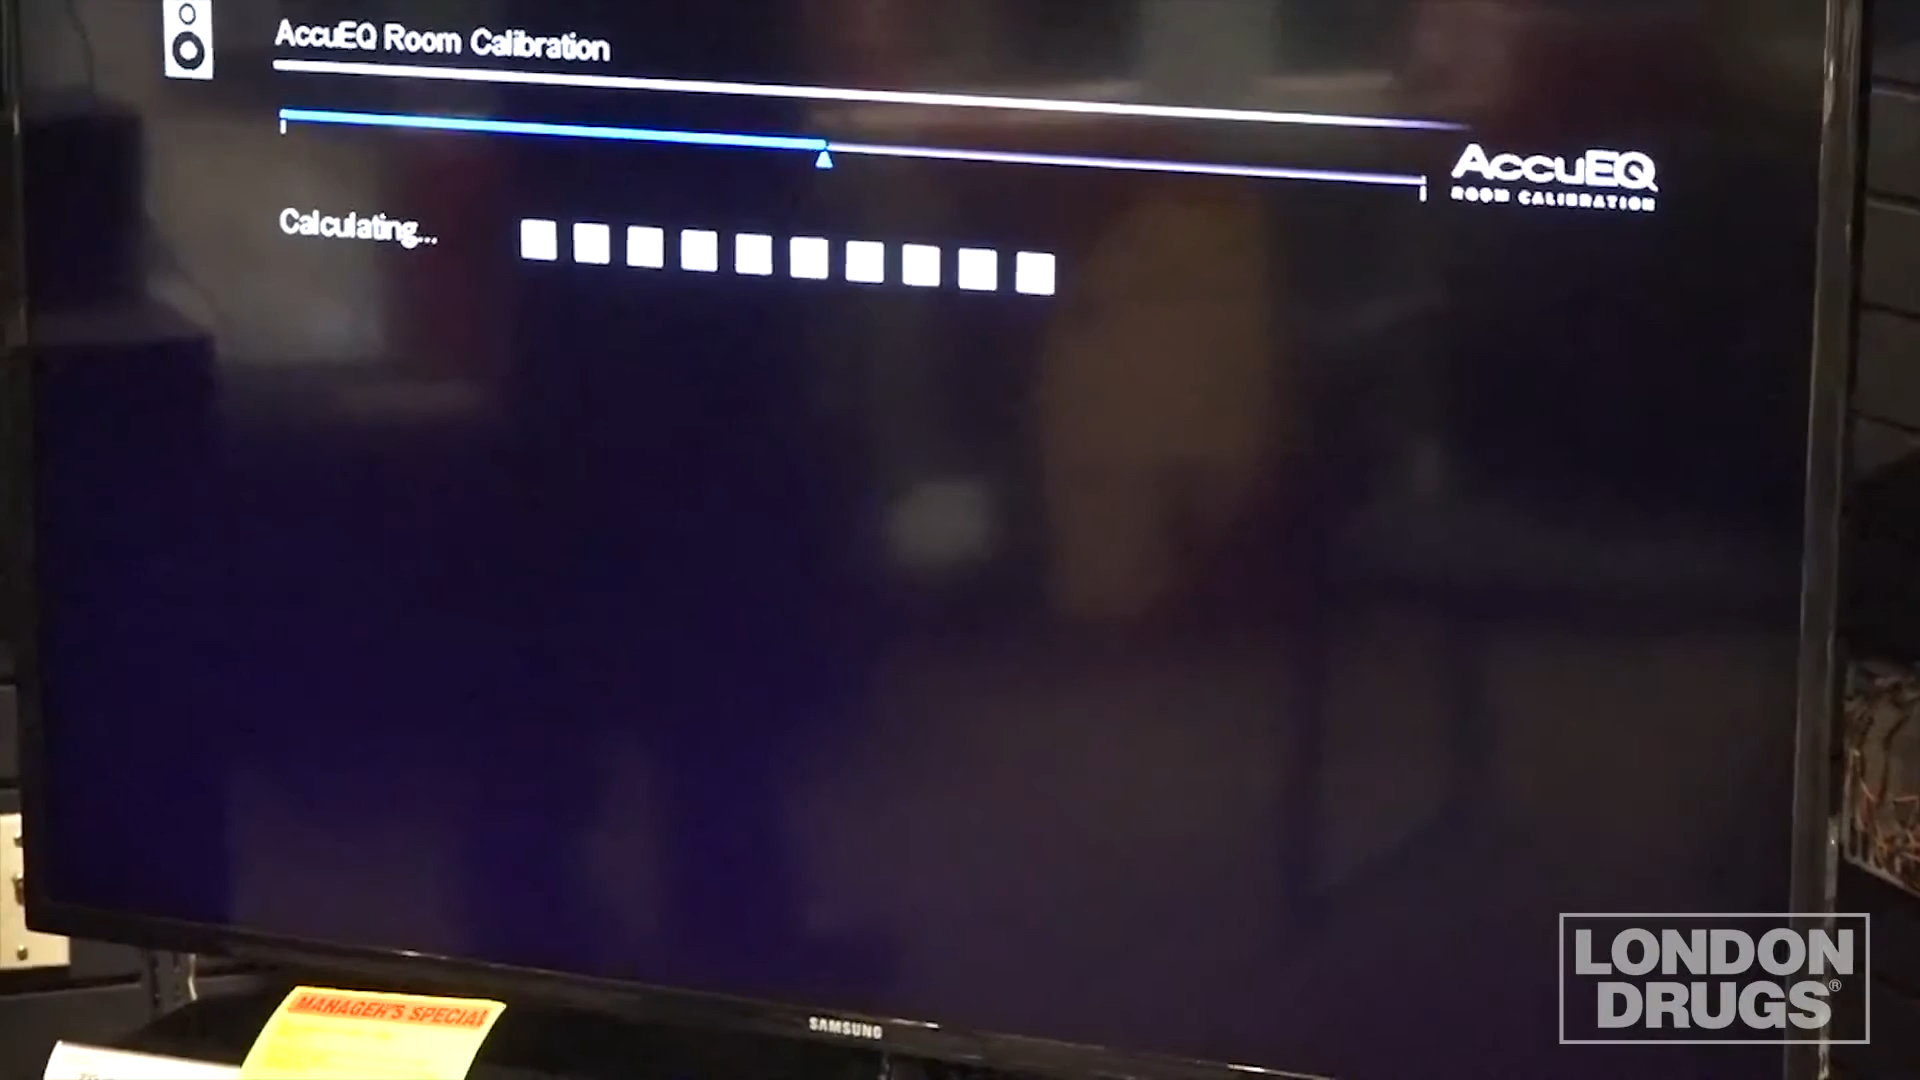 AccuEQ Room Calibration
AccuEQ
ROOM CALIBRATION
Calculating...
MANAGER'S SPECIAL
SAMSUNG
LONDON
DRUGS®